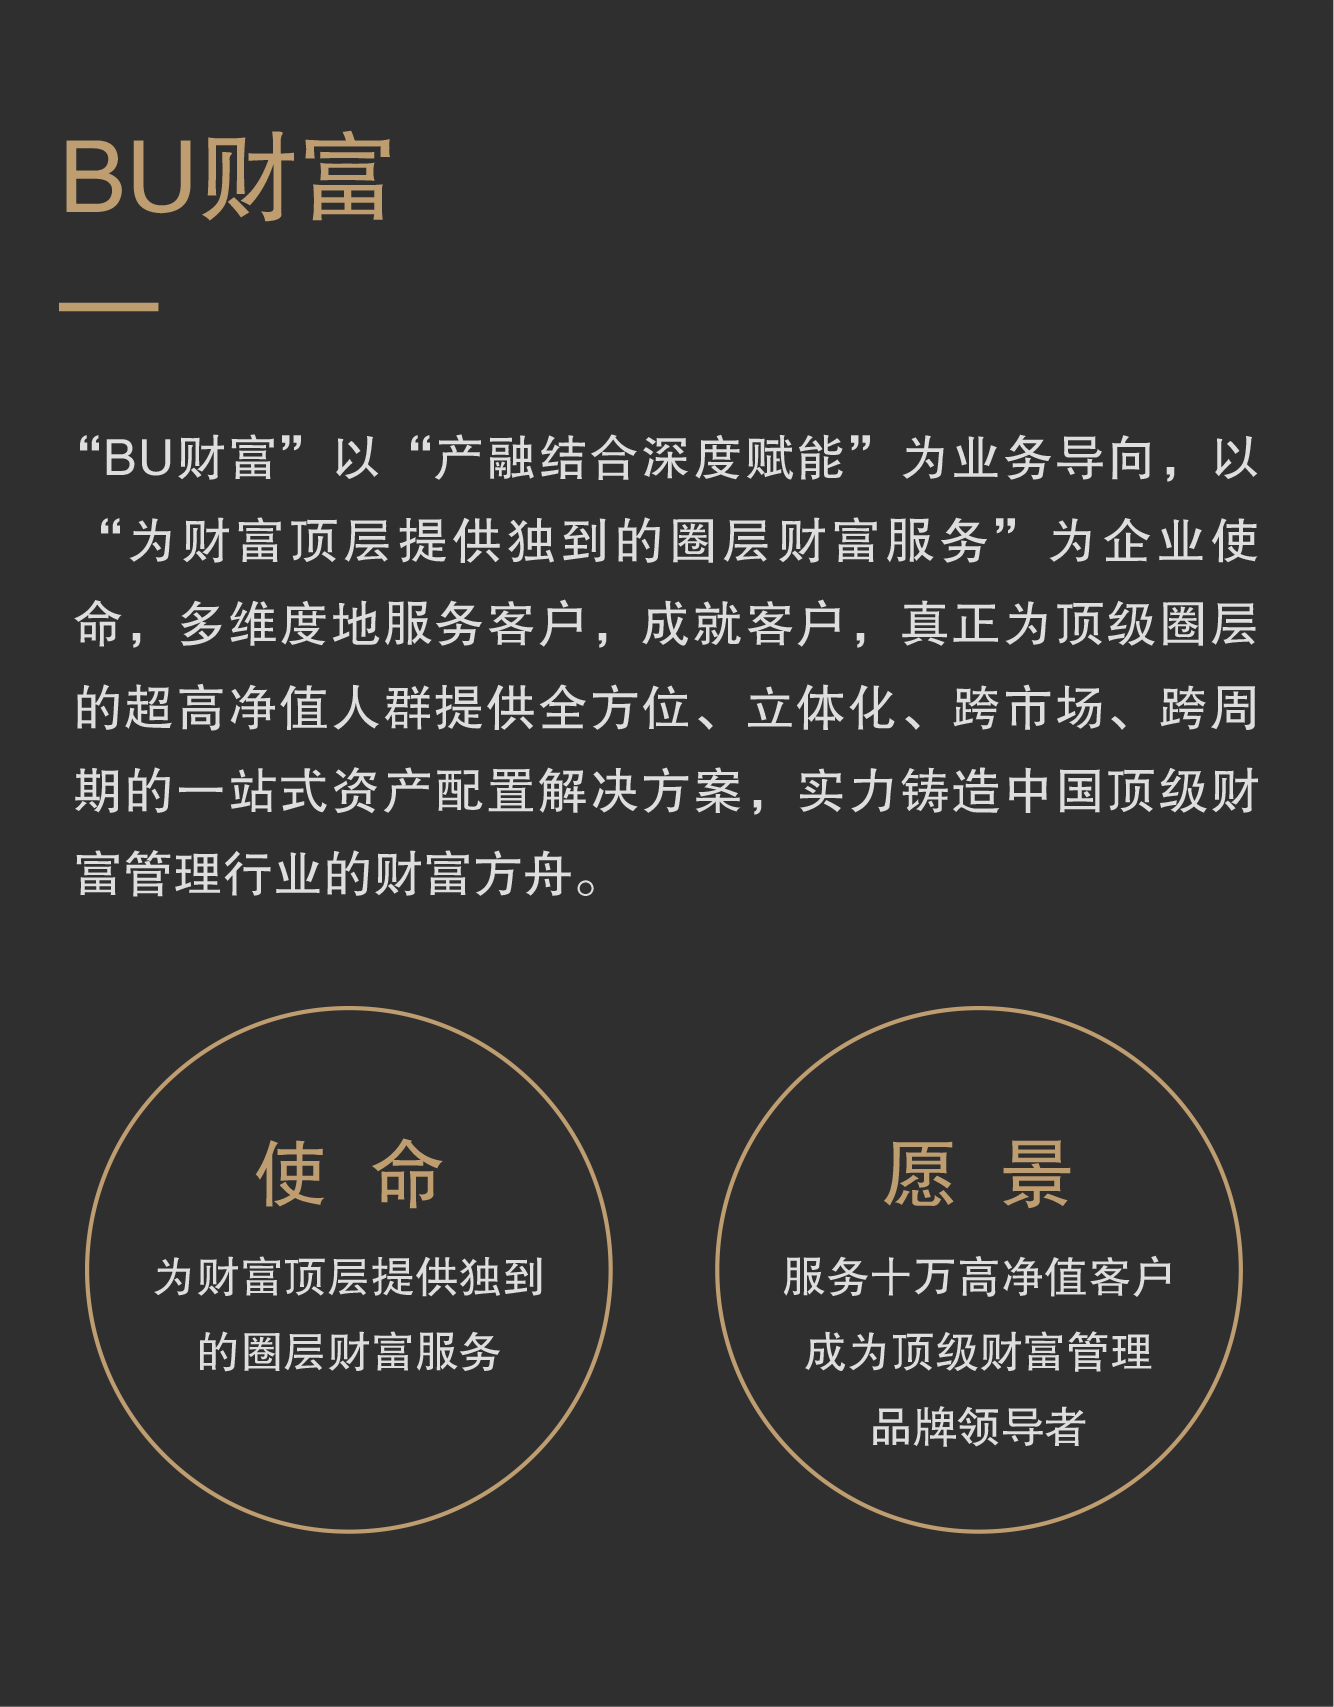 BU财富
“BU财富”以“产融结合深度赋能”为业务导向，以
“为财富顶层提供独到的圈层财富服务”为企业使
命，多维度地服务客户，成就客户，真正为顶级圈层
的超高净值人群提供全方位、立体化、跨市场、跨周
期的一站式资产配置解决方案，实力铸造中国顶级财
富管理行业的财富方舟。
使 命
为财富顶层提供独到
的圈层财富服务
愿 景
服务十万高净值客户
成为顶级财富管理
品牌领导者